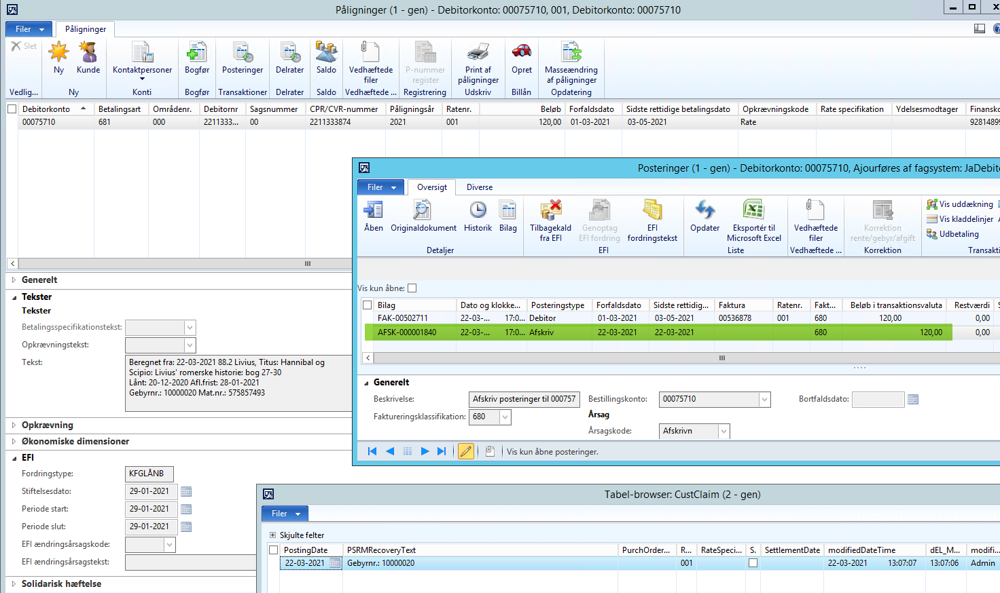 Påligninger (1 - gen) - Debitorkonto: 00075710, 001, Debitorkonto: 00075710
Filer Påligninger
Slet Ny Kunde Kontaktpersoner Bogfør Posteringer Delrater Saldo Vedhæftede filer P-nummer register Print af påligninger Opret Masseændring af påligninger
Vedlig... Ny Konti Bogfør Transaktioner Delrater Saldo Vedhæftede ... Registrering Udskriv Billån Opdatering
Debitorkonto Betalingsart Områdenr. Debitornr Sagsnummer CPR/CVR-nummer Påligningsår Ratenr. Beløb Forfaldsdato Sidste rettidige betalingsdato Opkrævningskode Rate specifikation Ydelsesmodtager Finansko
00075710 681 000 2211333... 00 2211333874 2021 001 120,00 01-03-2021 03-05-2021 Rate 9281489
Generelt
Tekster
Tekster
Betalingsspecifikationstekst:
Opkrævningstekst:
Tekst: Beregnet fra: 22-03-2021 88.2 Livius, Titus: Hannibal og
Scipio: Livius' romerske historie: bog 27-30
Lånt: 20-12-2020 Afl.frist: 28-01-2021
Gebyrnr.: 10000020 Mat.nr.: 575857493
Opkrævning
Økonomiske dimensioner
EFI
Fordringstype: KFGLÅNB
Stiftelsesdato: 29-01-2021
Periode start: 29-01-2021
Periode slut: 29-01-2021
EFI ændringsårsagskode:
EFI ændringsårsagstekst:
Solidarisk hæftelse
Posteringer (1 - gen) - Debitorkonto: 00075710, Ajourføres af fagsystem: JaDebito
Filer Oversigt Diverse
Åben Originaldokument Historik Bilag Tilbagekald fra EFI Genoptag EFI fordring EFI fordringstekst Opdater Eksportér til Microsoft Excel Vedhæftede filer Korrektion rente/gebyr/afgift
Vis uddækning
Vis kladdelinjer
Udbetaling
Detaljer EFI Liste Vedhæftede ... Korrektion Transakti
Vis kun åbne:
Bilag Dato og klokke... Posteringstype Forfaldsdato Sidste rettidig... Faktura Ratenr. Fakt... Beløb i transaktionsvaluta Restværdi S
FAK-00502711 22-03-... 17:0... Debitor 01-03-2021 03-05-2021 00536878 001 680 120,00 0,00
AFSK-000001840 22-03-... 17:0... Afskriv 22-03-2021 22-03-2021 680 120,00 0,00
Generelt
Beskrivelse: Afskriv posteringer til 000757 Bestillingskonto: 00075710 Bortfaldsdato:
Faktureringsklassifikation: 680 Årsag
Årsagskode: Afskrivn
Vis kun åbne posteringer.
Tabel-browser: CustClaim (2 - gen)
Filer
Skjulte felter
PostingDate PSRMRecoveryText PurchOrder... R... RateSpeci... S. SettlementDate modifiedDateTime dEL_M... modifi...
22-03-2021 Gebyrnr.: 10000020 001 22-03-2021 13:07:07 13:07:06 Admin